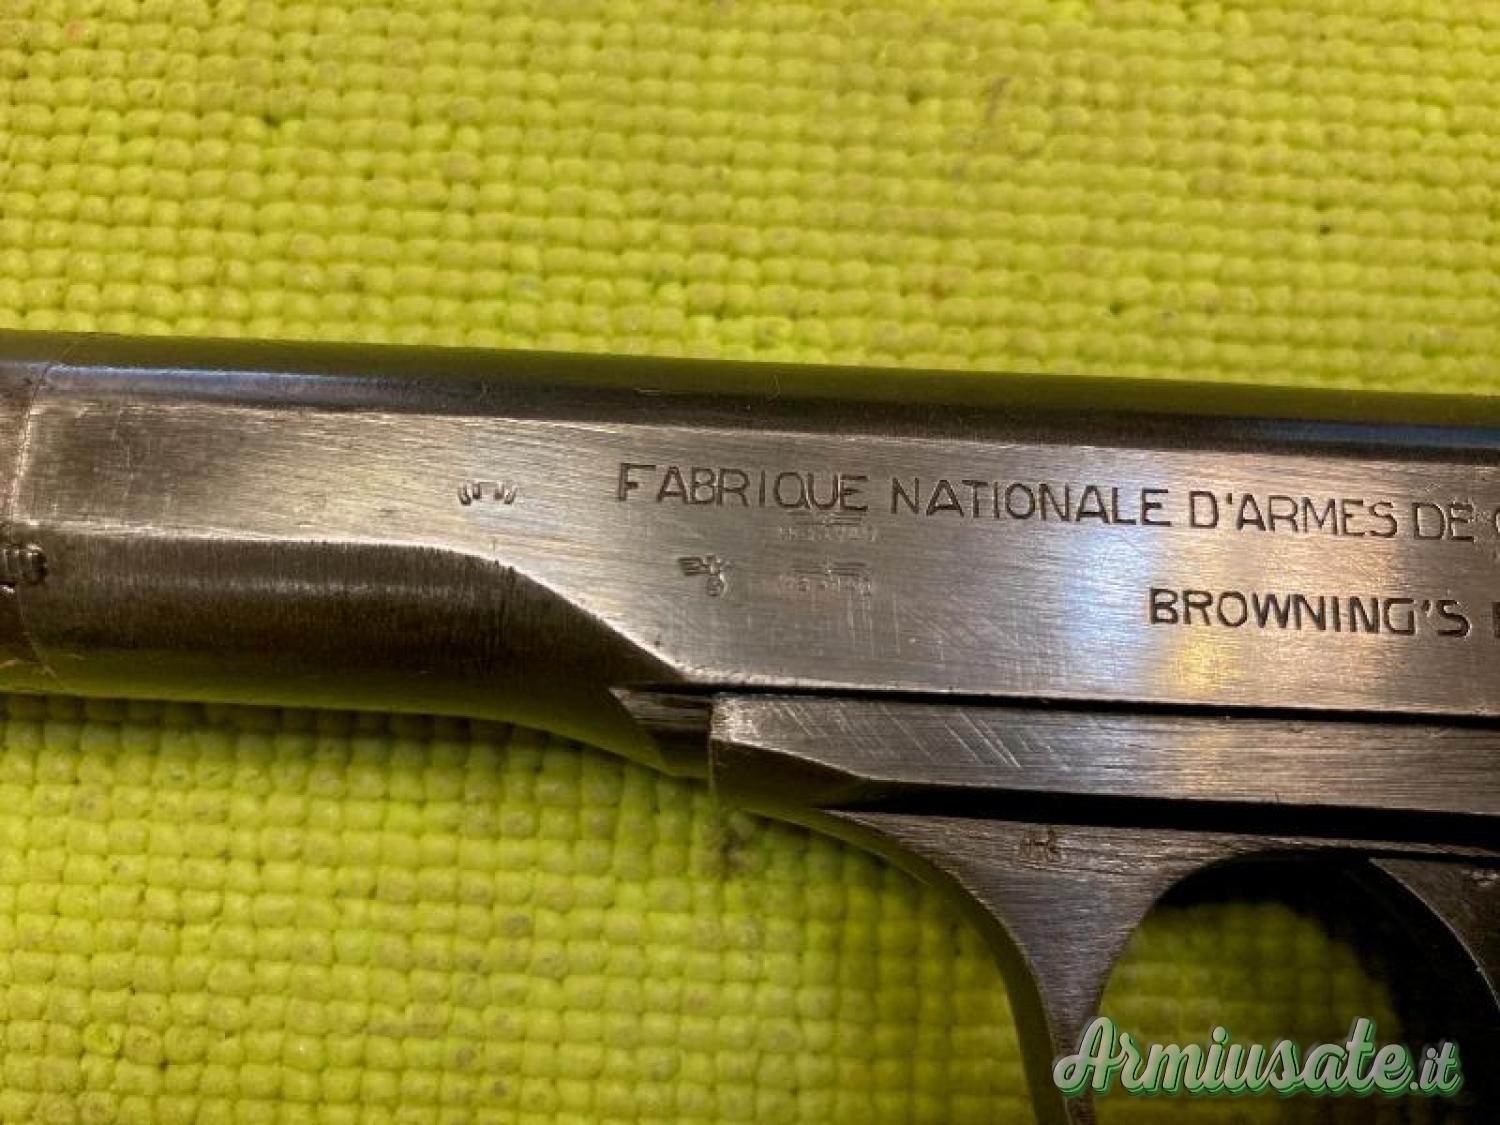 FABRIQUE NATIONALE D'ARMES DE
BROWNING'S
Armiusate.it